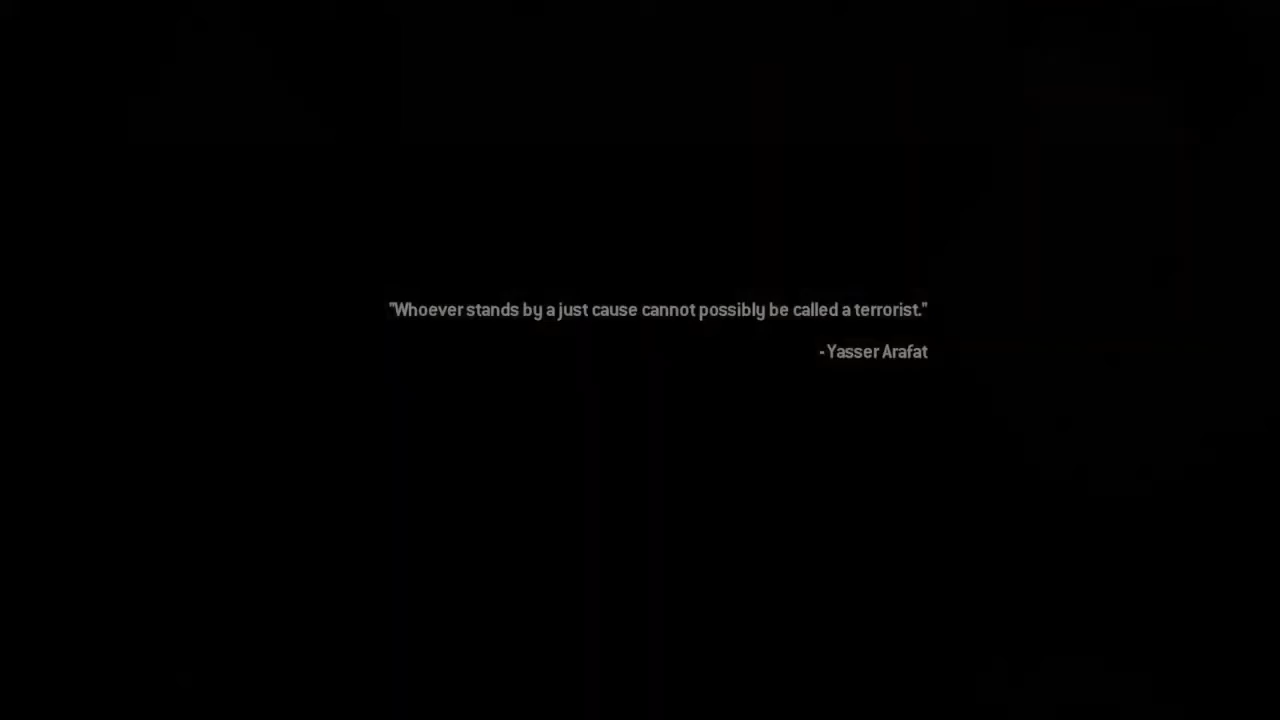 "Whoever stands by a just cause cannot possibly be called a terrorist."
- Yasser Arafat